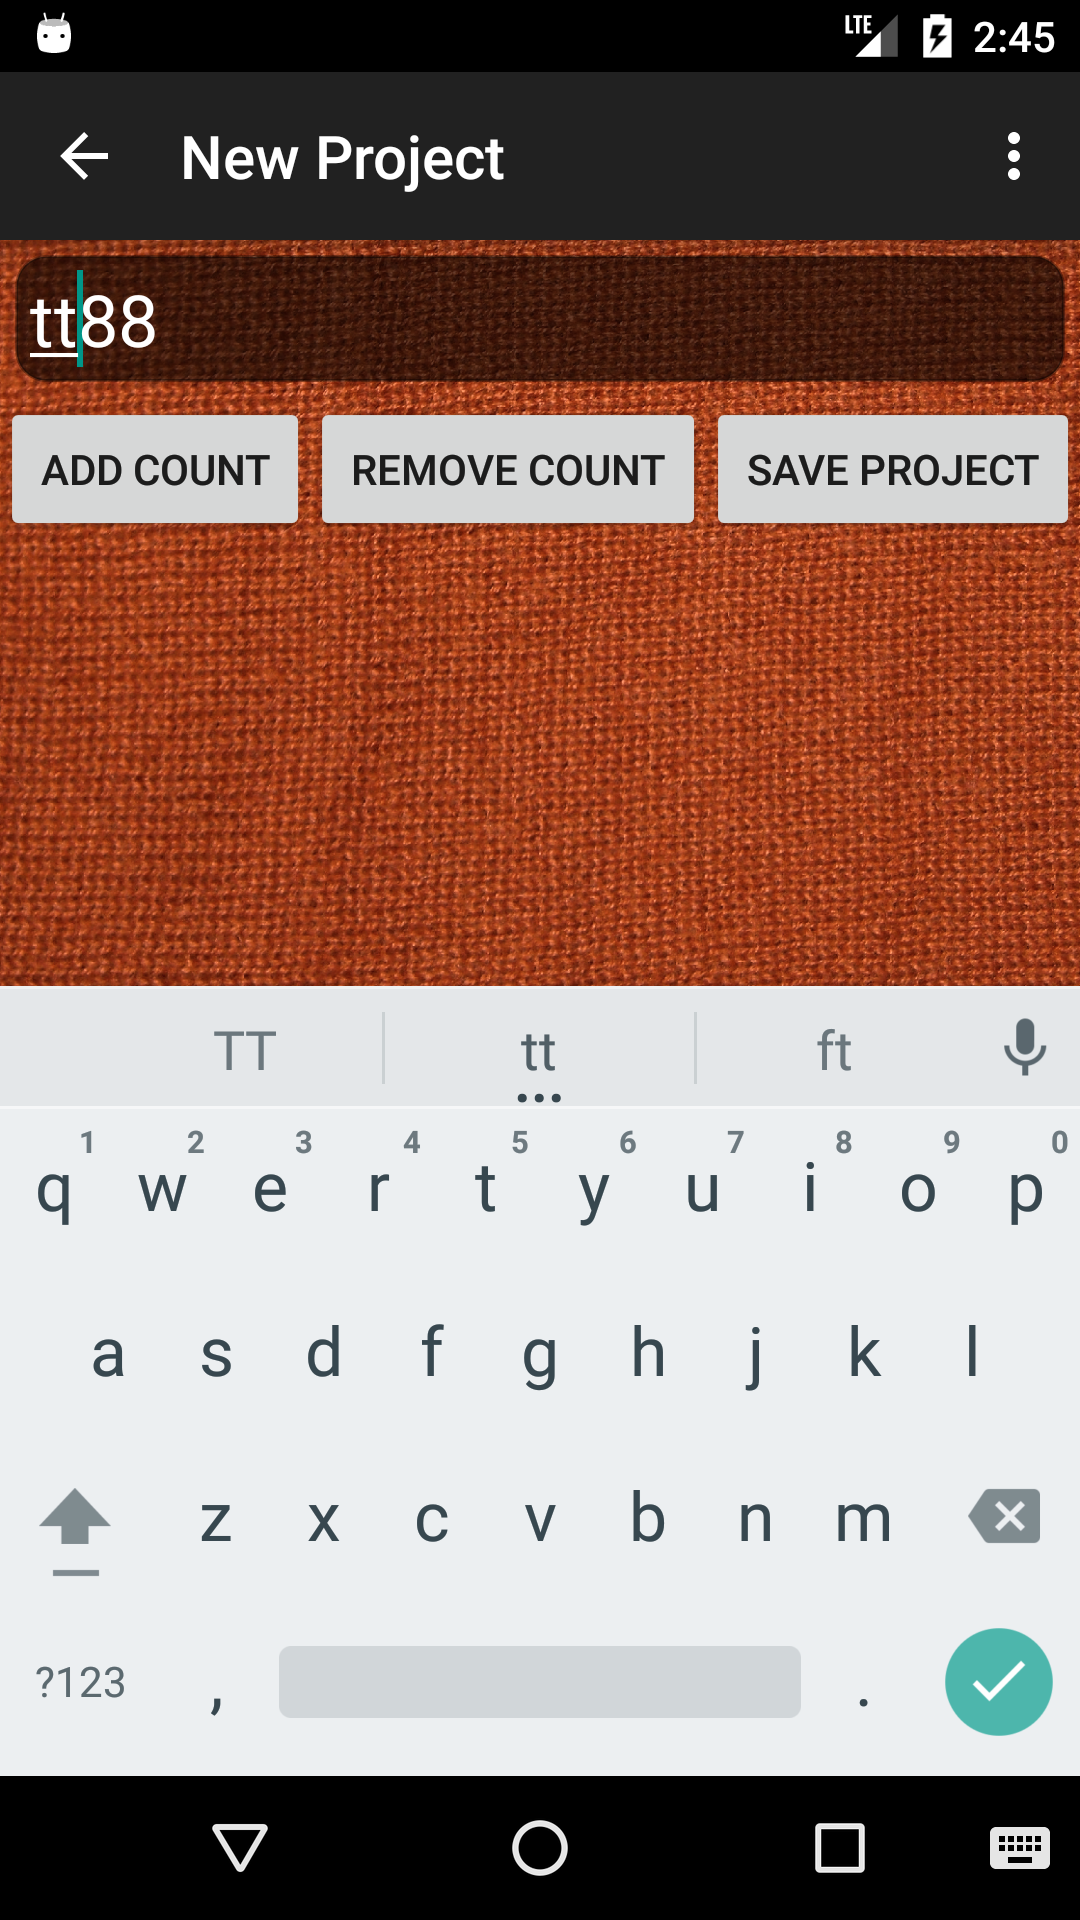 LTE 2:45
New Project
tt88
ADD COUNT REMOVE COUNT SAVE PROJECT
TT tt ft
1 2 3 4 5 6 7 8 9 0
q w e r t y u i o p
a s d f g h j k l
z x c v b n m
?123 , .